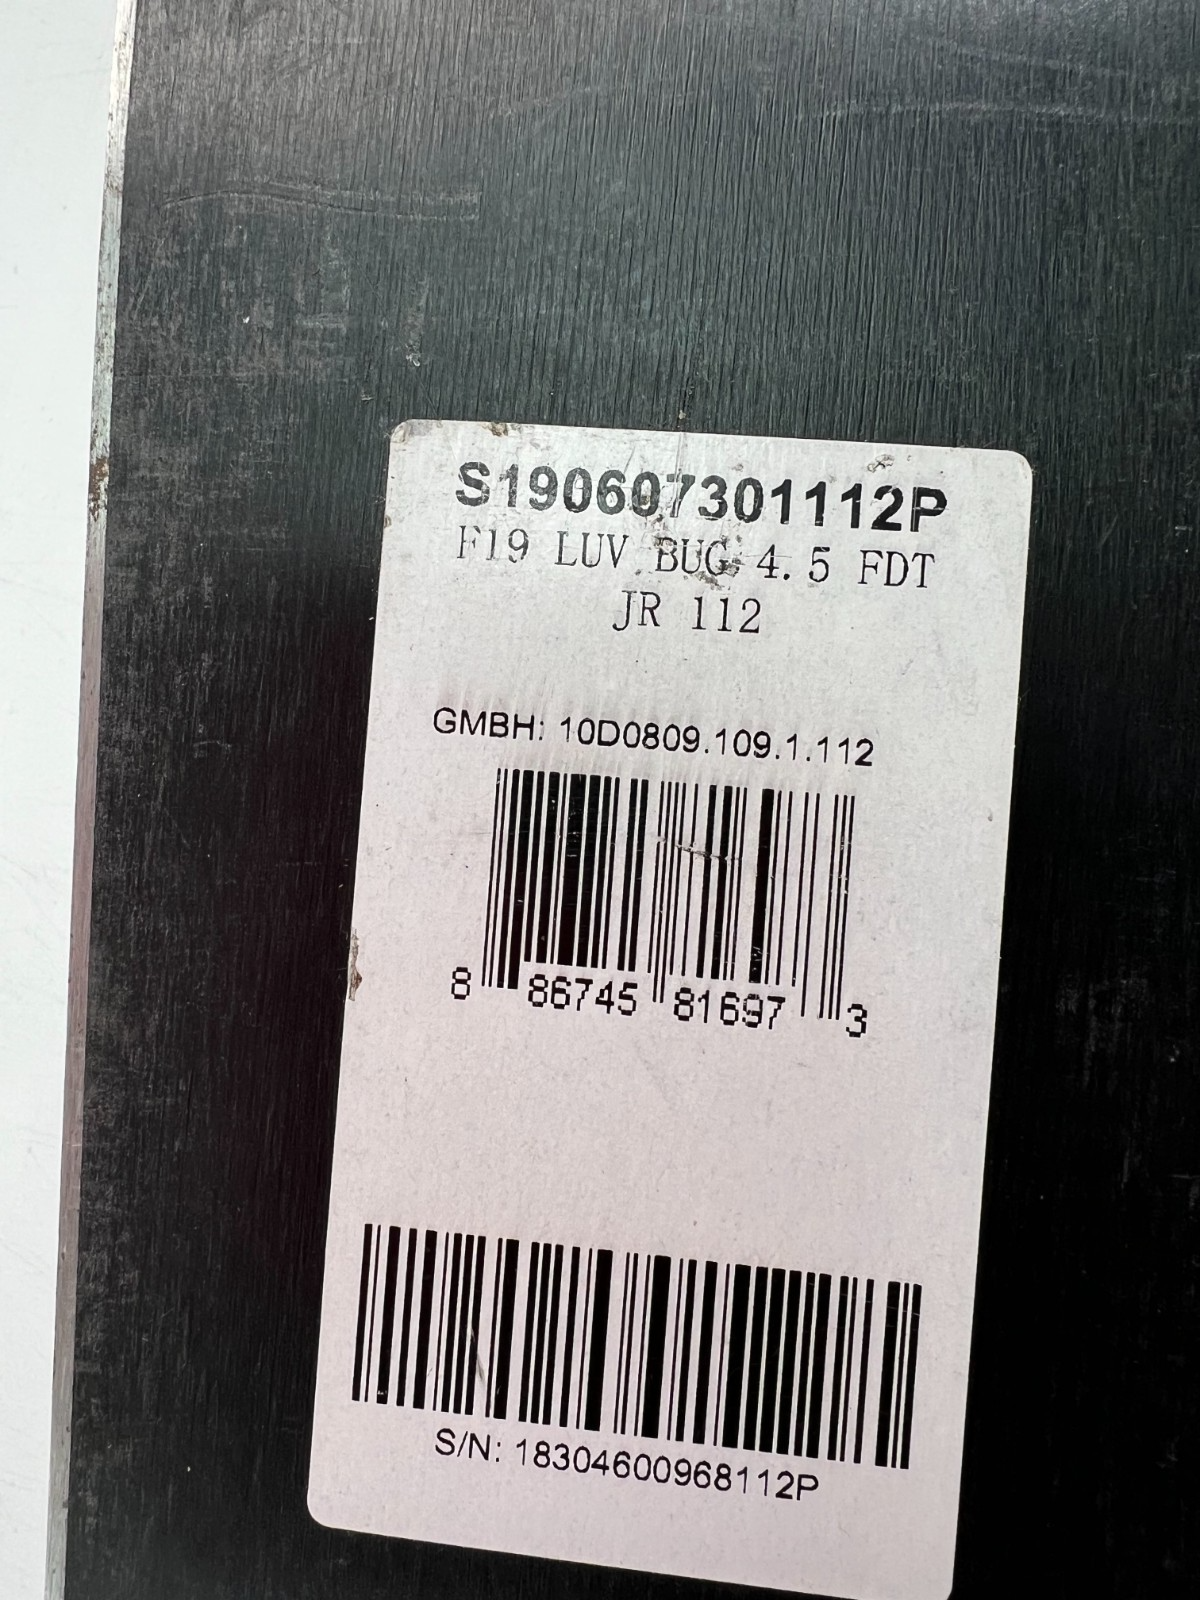 S190607301112P
F19 LUV BUG 4.5 FDT
JR 112
GMBH: 10D0809.109.1.112
8 86745 81697 3
S/N: 18304600968112P